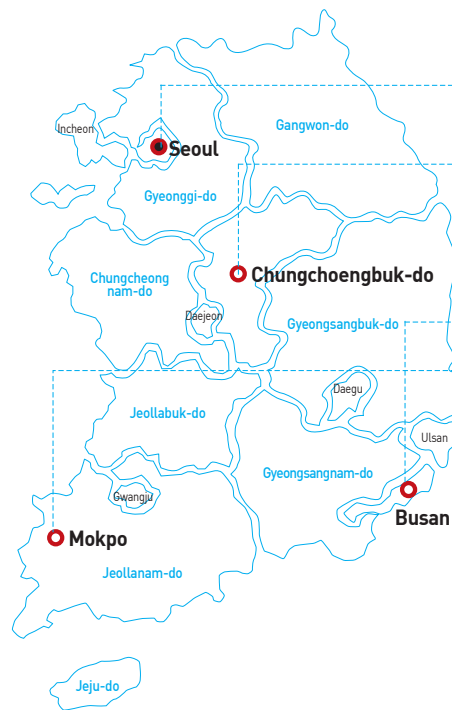 Gangwon-do
Incheon
Seoul
Gyeonggi-do
Chungchoengbuk-do
Chungcheong
nam-do
Daejeon
Gyeongsangbuk-do
Daegu
Jeollabuk-do
Ulsan
Gyeongsangnam-do
Gwangju
Busan
Mokpo
Jeollanam-do
Jeju-do